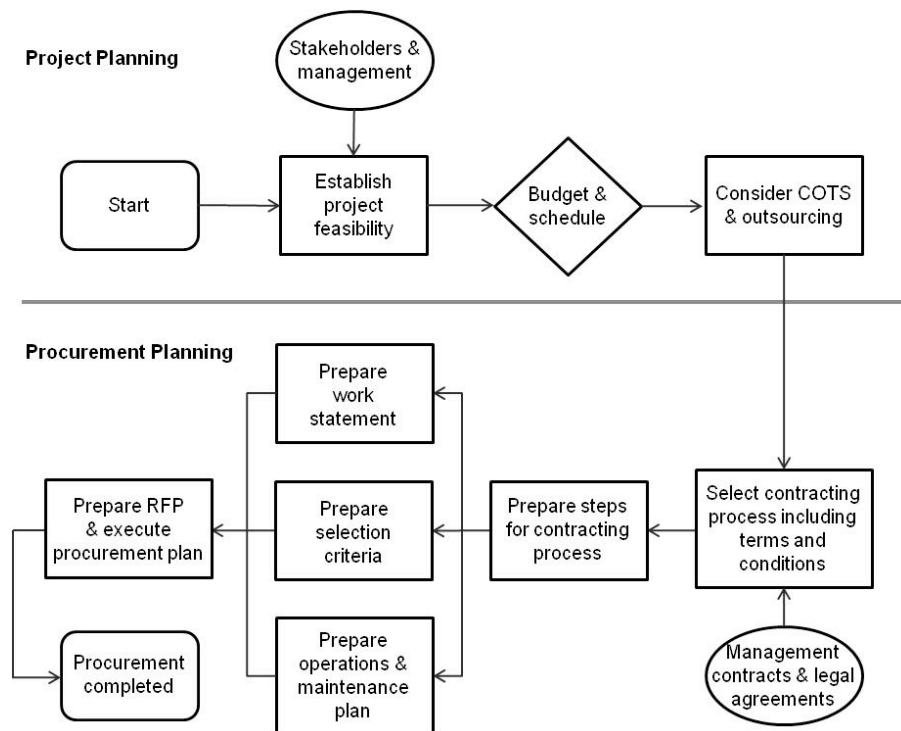 Project Planning
Stakeholders &
management
Start
Establish
project
feasibility
Budget &
schedule
Consider COTS
& outsourcing
Procurement Planning
Prepare
work
statement
Prepare RFP
& execute
procurement plan
Prepare
selection
criteria
Prepare steps
for contracting
process
Select contracting
process including
terms and
conditions
Procurement
completed
Prepare
operations &
maintenance
plan
Management
contracts & legal
agreements